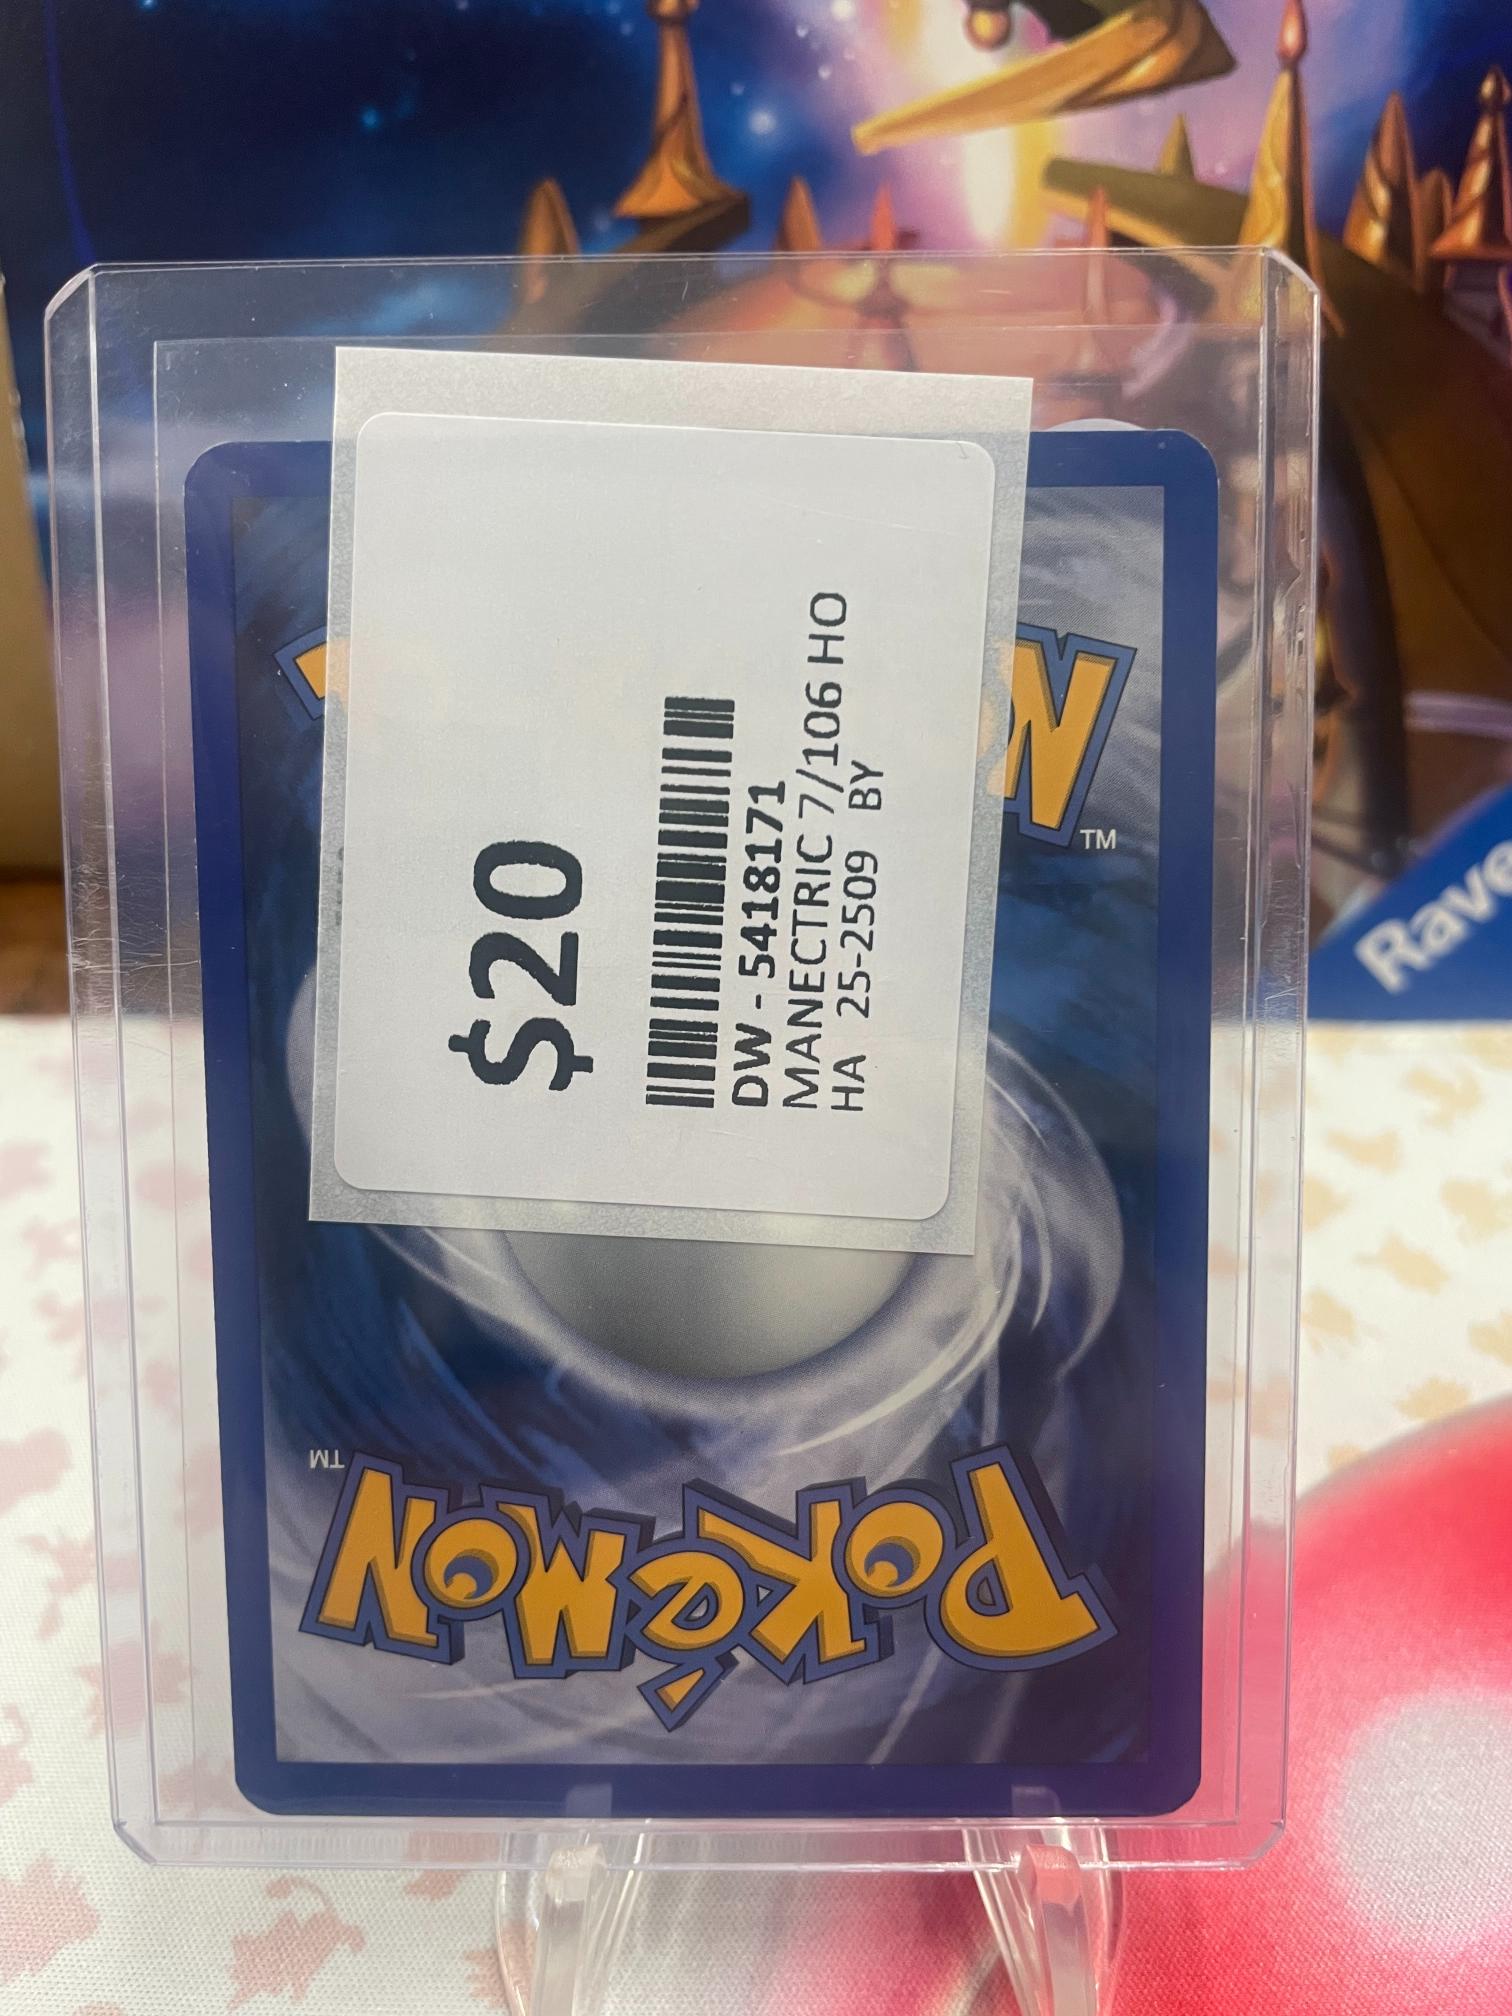 $20
DW - 5418171
MANECTRIC 7/106 HO
HA 25-2509 BY
N
TM
POKéMON
TM
Rave